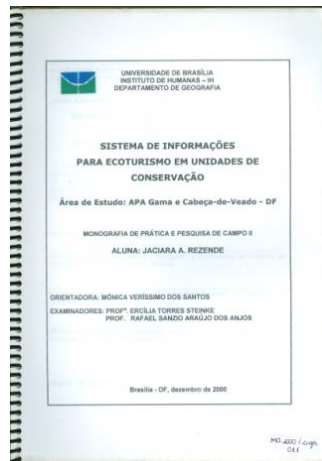 UNIVERSIDADE DE BRASÍLIA
INSTITUTO DE HUMANAS – IH
DEPARTAMENTO DE GEOGRAFIA
SISTEMA DE INFORMAÇÕES
PARA ECOTURISMO EM UNIDADES DE
CONSERVAÇÃO
Área de Estudo: APA Gama e Cabeça-de-Veado - DF
MONOGRAFIA DE PRÁTICA E PESQUISA DE CAMPO II
ALUNA: JACIARA A. REZENDE
ORIENTADORA: MÔNICA VERÍSSIMO DOS SANTOS
EXAMINADORES: PROFª. ERCÍLIA TORRES STEINKE
PROF. RAFAEL SANZIO ARAÚJO DOS ANJOS
Brasília - DF, dezembro de 2000
011